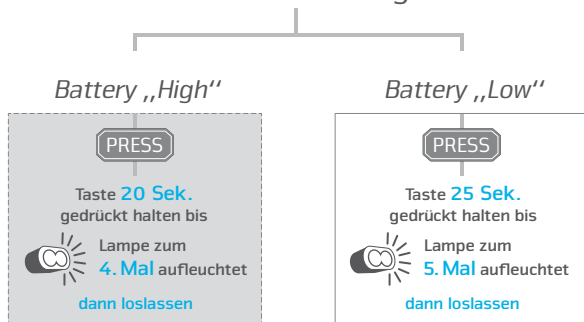 Battery „High“
PRESS
Taste 20 Sek.
gedrückt halten bis
Lampe zum
4. Mal aufleuchtet
dann loslassen
Battery „Low“
PRESS
Taste 25 Sek.
gedrückt halten bis
Lampe zum
5. Mal aufleuchtet
dann loslassen